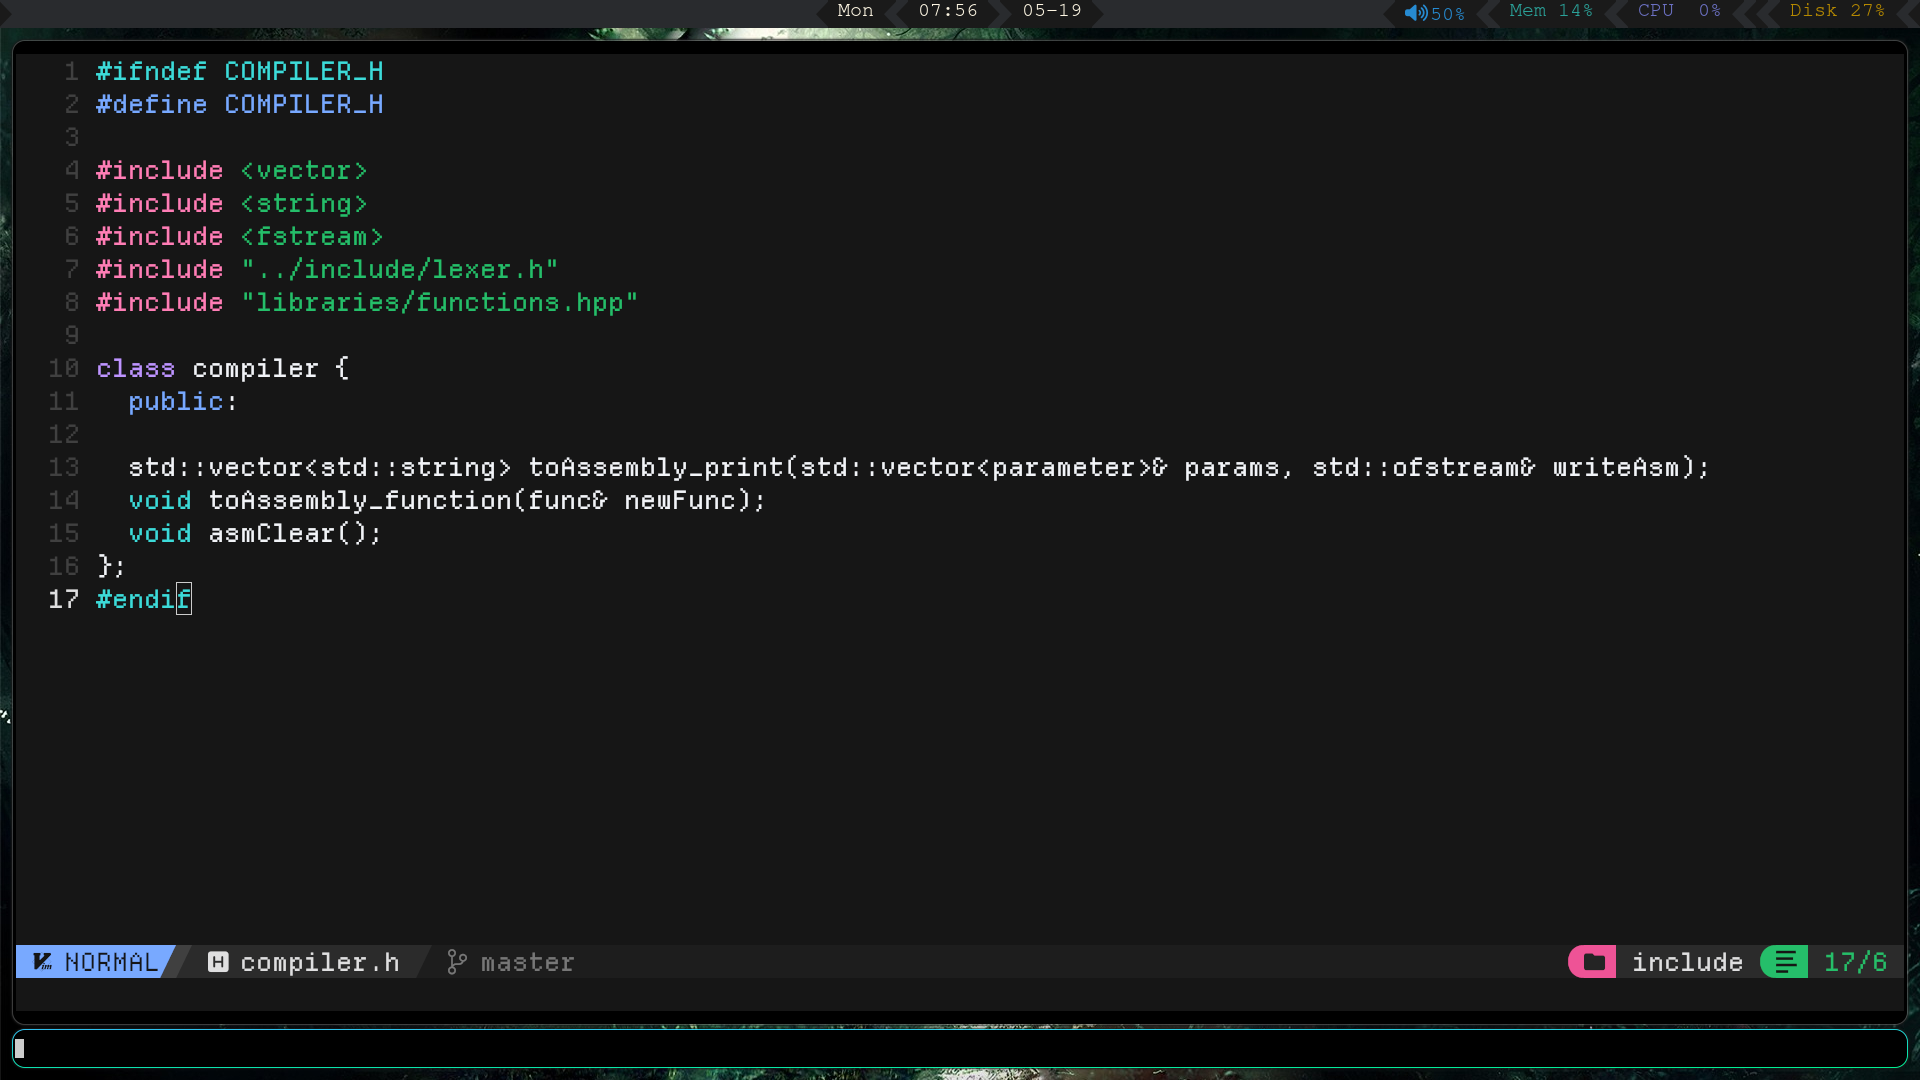 Mon 07:56 05-19 50% Mem 14% CPU 0% Disk 27%
1 #ifndef COMPILER_H
2 #define COMPILER_H
3
4 #include <vector>
5 #include <string>
6 #include <fstream>
7 #include "../include/lexer.h"
8 #include "libraries/functions.hpp"
9
10 class compiler {
11   public:
12
13   std::vector<std::string> toAssembly_print(std::vector<parameter>& params, std::ofstream& writeAsm);
14   void toAssembly_function(func& newFunc);
15   void asmClear();
16 };
17 #endif
NORMAL H compiler.h master include 17/6